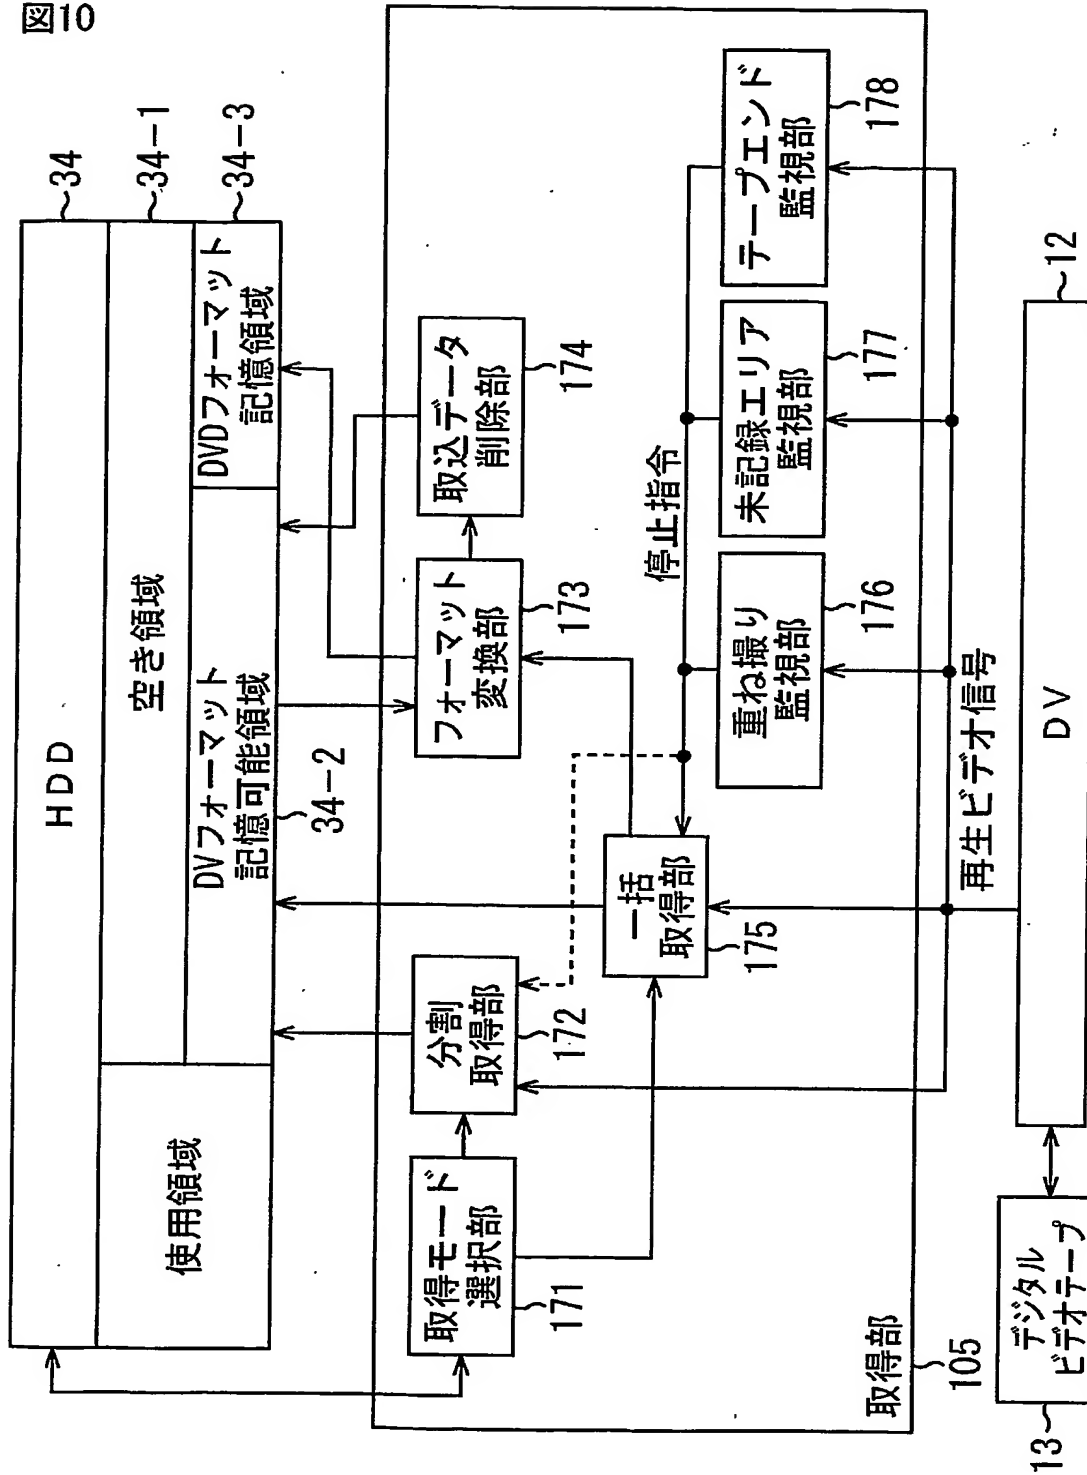 図10
HDD
34
空き領域
34-1
DVDフォーマット
記憶領域
34-3
DVフォーマット
記憶可能領域
34-2
使用領域
取得モード
選択部
171
分割
取得部
172
フォーマット
変換部
173
取込データ
削除部
174
一括
取得部
175
停止指令
重ね撮り
監視部
176
未記録エリア
監視部
177
テープエンド
監視部
178
取得部
105
再生ビデオ信号
DV
12
デジタル
ビデオテープ
13